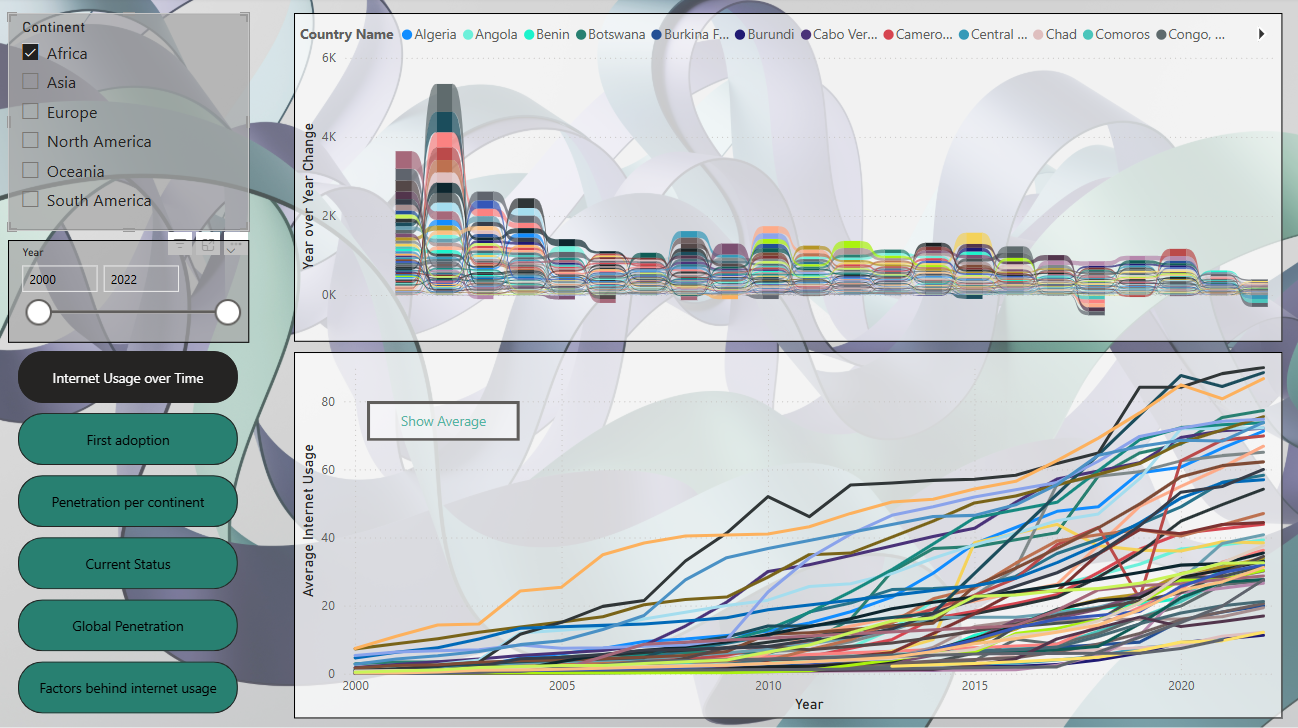 Continent
Africa
Asia
Europe
North America
Oceania
South America
Year
2000
2022
Internet Usage over Time
First adoption
Penetration per continent
Current Status
Global Penetration
Factors behind internet usage
Country Name Algeria Angola Benin Botswana Burkina F... Burundi Cabo Ver... Camero... Central ... Chad Comoros Congo, ...
Year over Year Change
6K
4K
2K
0K
Show Average
Average Internet Usage
80
60
40
20
0
2000 2005 2010 2015 2020
Year